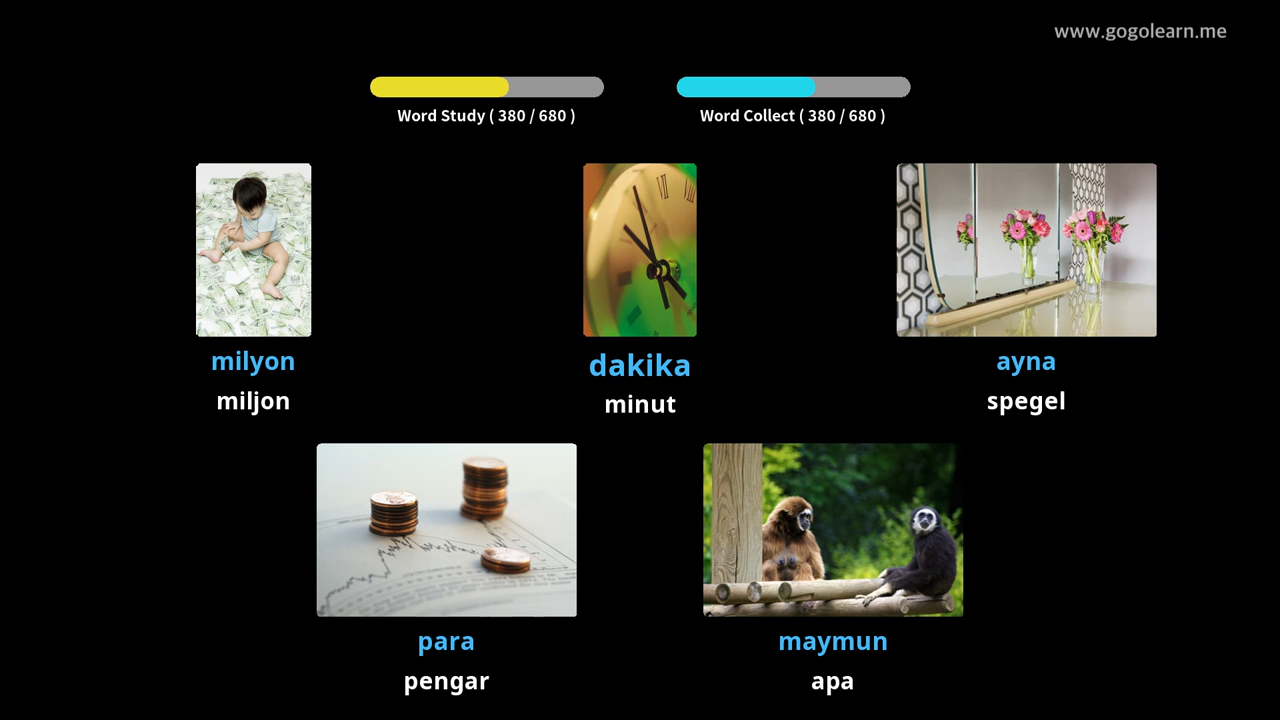 www.gogolearn.me
Word Study ( 380 / 680 )
Word Collect ( 380 / 680 )
milyon
miljon
dakika
minut
ayna
spegel
para
pengar
maymun
apa